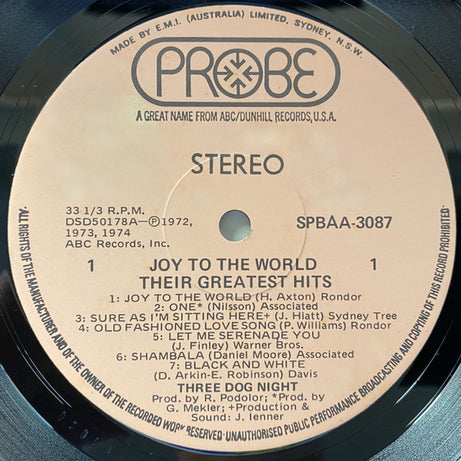 MADE BY E.M.I. (AUSTRALIA) LIMITED, SYDNEY, N.S.W.
PROBE
A GREAT NAME FROM ABC/DUNHILL RECORDS, U.S.A.
STEREO
33 1/3 R.P.M.
DSD50178A—Ⓟ1972,
1973, 1974
ABC Records, Inc.
SPBAA-3087
1 JOY TO THE WORLD 1
THEIR GREATEST HITS
1: JOY TO THE WORLD (H. Axton) Rondor
2: ONE* (Nilsson) Associated
3: SURE AS I'M SITTING HERE+ (J. Hiatt) Sydney Tree
4: OLD FASHIONED LOVE SONG (P. Williams) Rondor
5: LET ME SERENADE YOU
(J. Finley) Warner Bros.
6: SHAMBALA (Daniel Moore) Associated
7: BLACK AND WHITE
(D. Arkin-E. Robinson) Davis
THREE DOG NIGHT
Prod. by R. Podolor; *Prod. by
G. Mekler; +Production &
Sound: J. Ienner
ALL RIGHTS OF THE MANUFACTURER AND OF THE OWNER OF THE RECORDED WORK RESERVED·UNAUTHORISED PUBLIC PERFORMANCE BROADCASTING AND COPYING OF THIS RECORD PROHIBITED